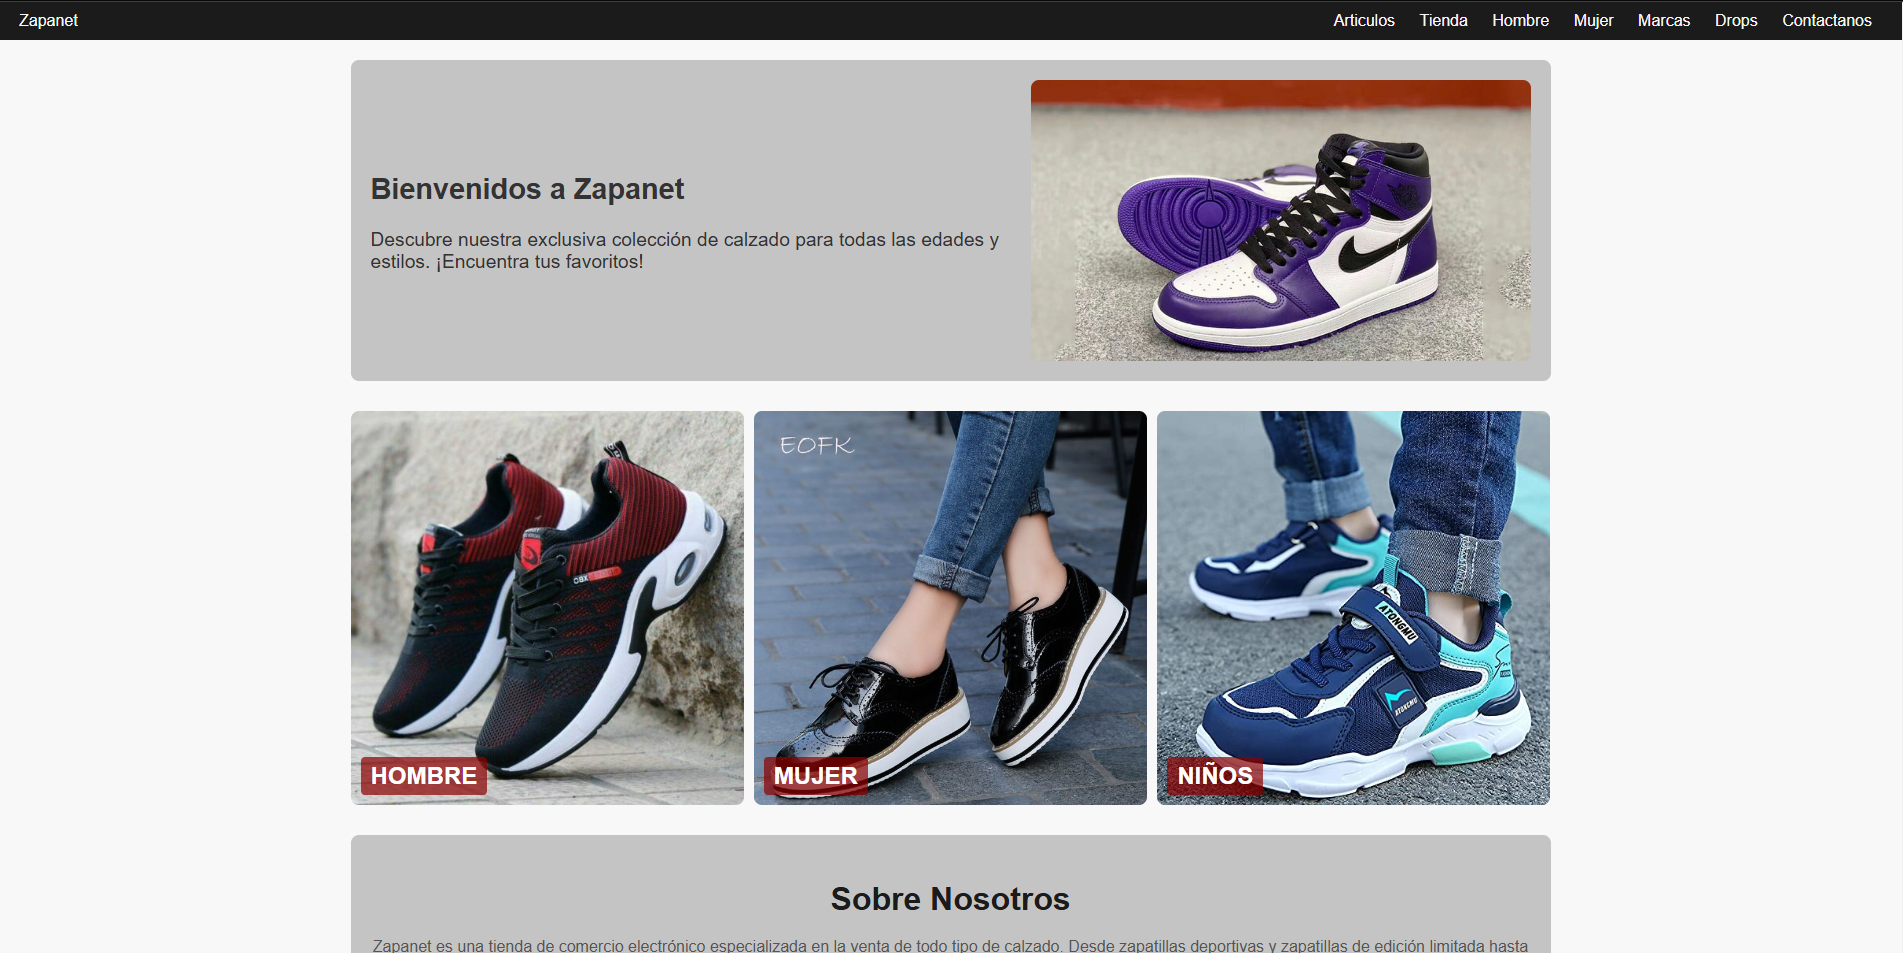 Zapanet
Articulos Tienda Hombre Mujer Marcas Drops Contactanos
Bienvenidos a Zapanet
Descubre nuestra exclusiva colección de calzado para todas las edades y
estilos. ¡Encuentra tus favoritos!
EOFK
ATONGMU
ATONGMU
HOMBRE
MUJER
NIÑOS
Sobre Nosotros
Zapanet es una tienda de comercio electrónico especializada en la venta de todo tipo de calzado. Desde zapatillas deportivas y zapatillas de edición limitada hasta